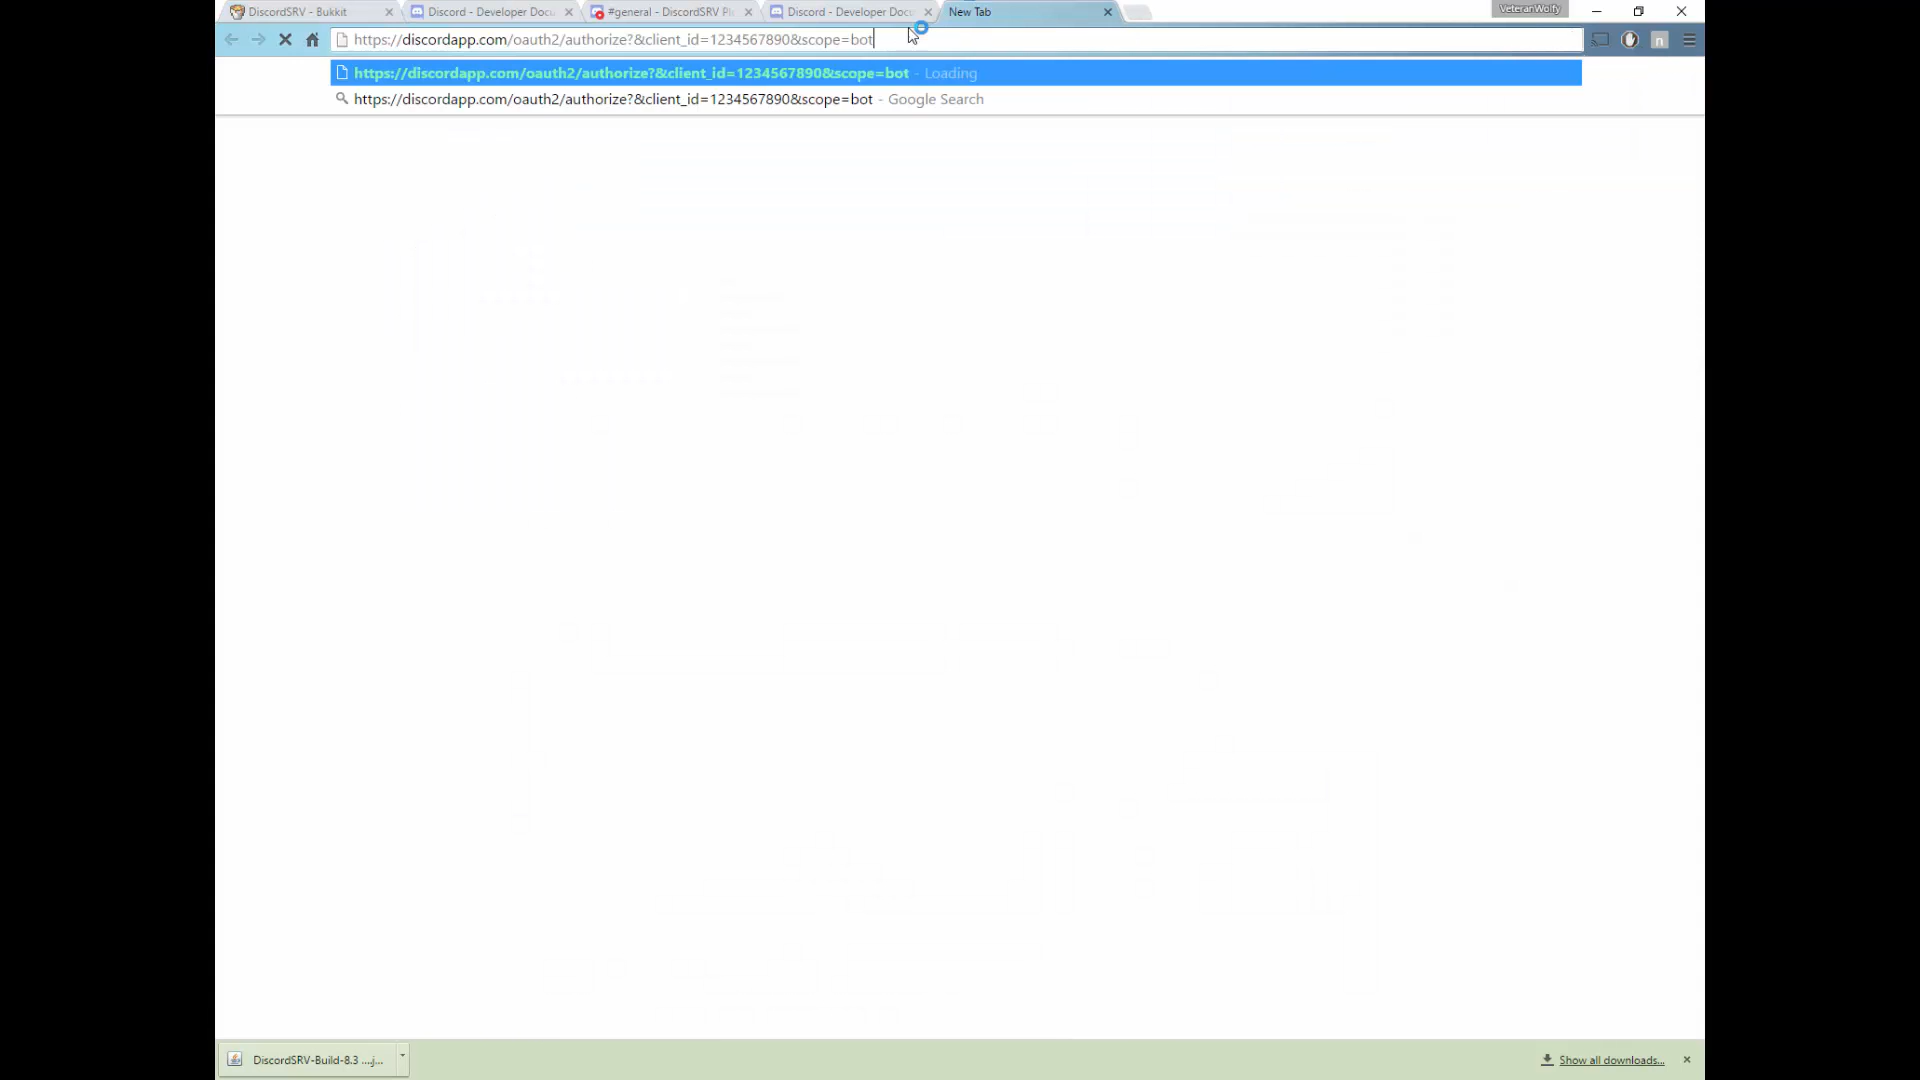 DiscordSRV - Bukkit
Discord - Developer Docu
#general - DiscordSRV Pl
Discord - Developer Docu
New Tab
VeteranWolfy
https://discordapp.com/oauth2/authorize?&client_id=1234567890&scope=bot
https://discordapp.com/oauth2/authorize?&client_id=1234567890&scope=bot - Loading
https://discordapp.com/oauth2/authorize?&client_id=1234567890&scope=bot - Google Search
n
DiscordSRV-Build-8.3 ....j...
Show all downloads...